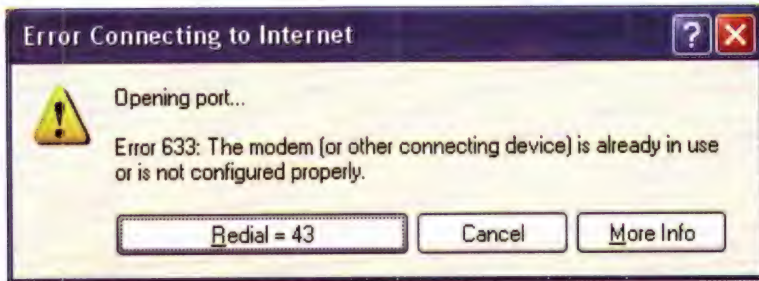 Error Connecting to Internet
?
X
Opening port...
Error 633: The modem (or other connecting device) is already in use
or is not configured properly.
Redial = 43
Cancel
More Info